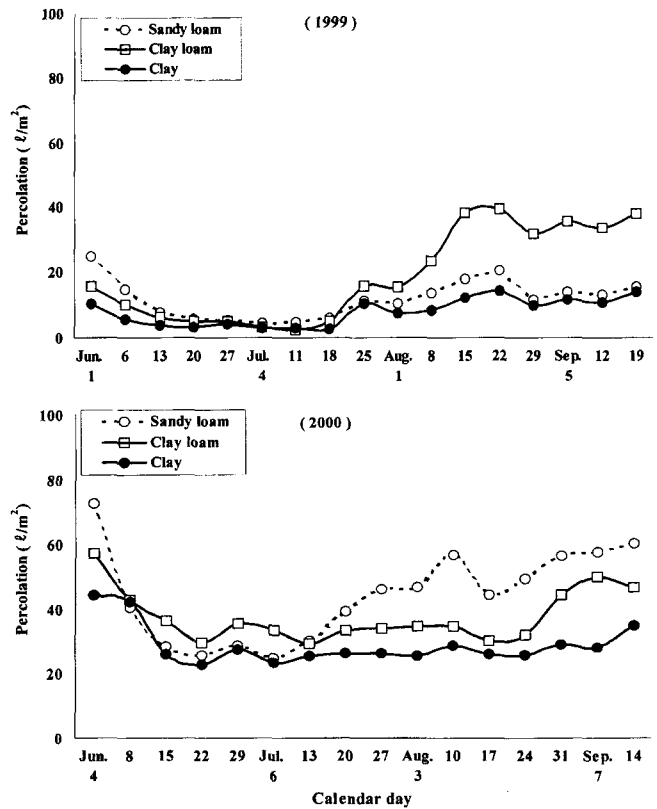 ( 1999 )
Sandy loam
Clay loam
Clay
Percolation ( ℓ/m²)
100
80
60
40
20
0
Jun. 6 13 20 27 Jul. 11 18 25 Aug. 8 15 22 29 Sep. 12 19
1 4 1 5
( 2000 )
Sandy loam
Clay loam
Clay
Percolation ( ℓ/m²)
100
80
60
40
20
0
Jun. 8 15 22 29 Jul. 13 20 27 Aug. 10 17 24 31 Sep. 14
4 6 3 7
Calendar day